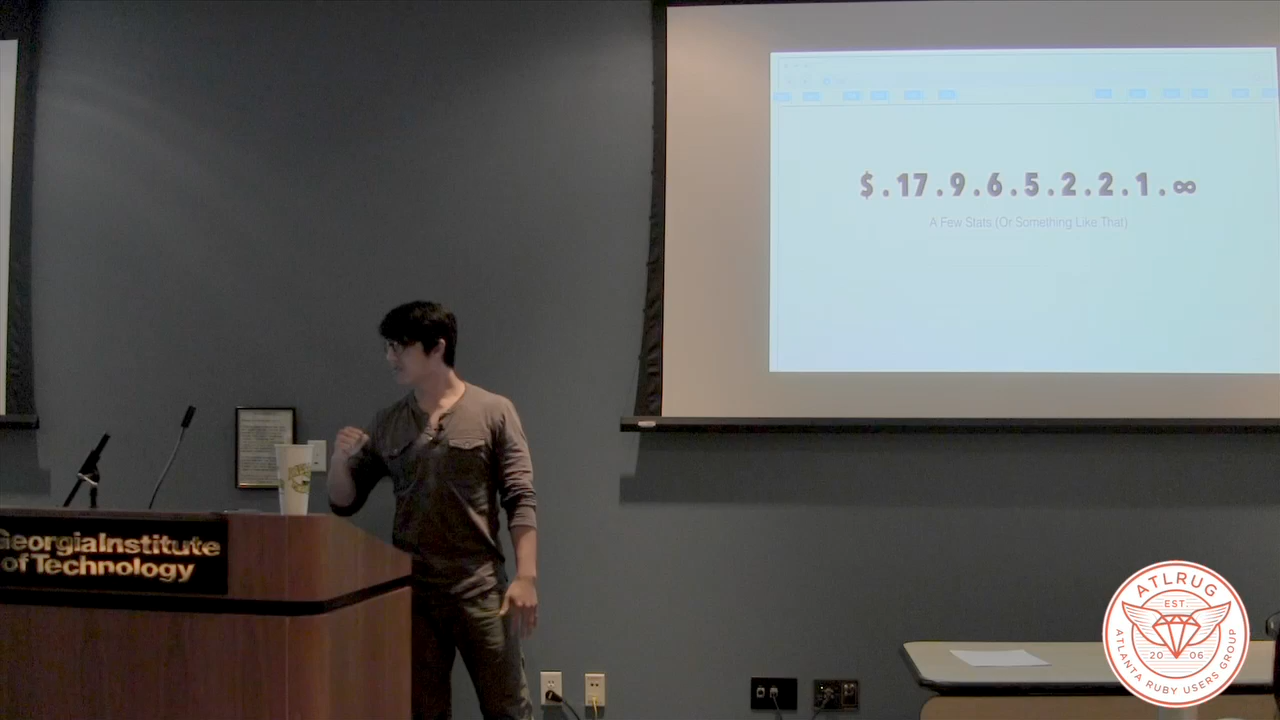 $.17.9.6.5.2.2.1.∞
A Few Stats (Or Something Like That)
GeorgiaInstitute
of Technology
ATLRUG
EST.
20 06
ATLANTA RUBY USERS GROUP